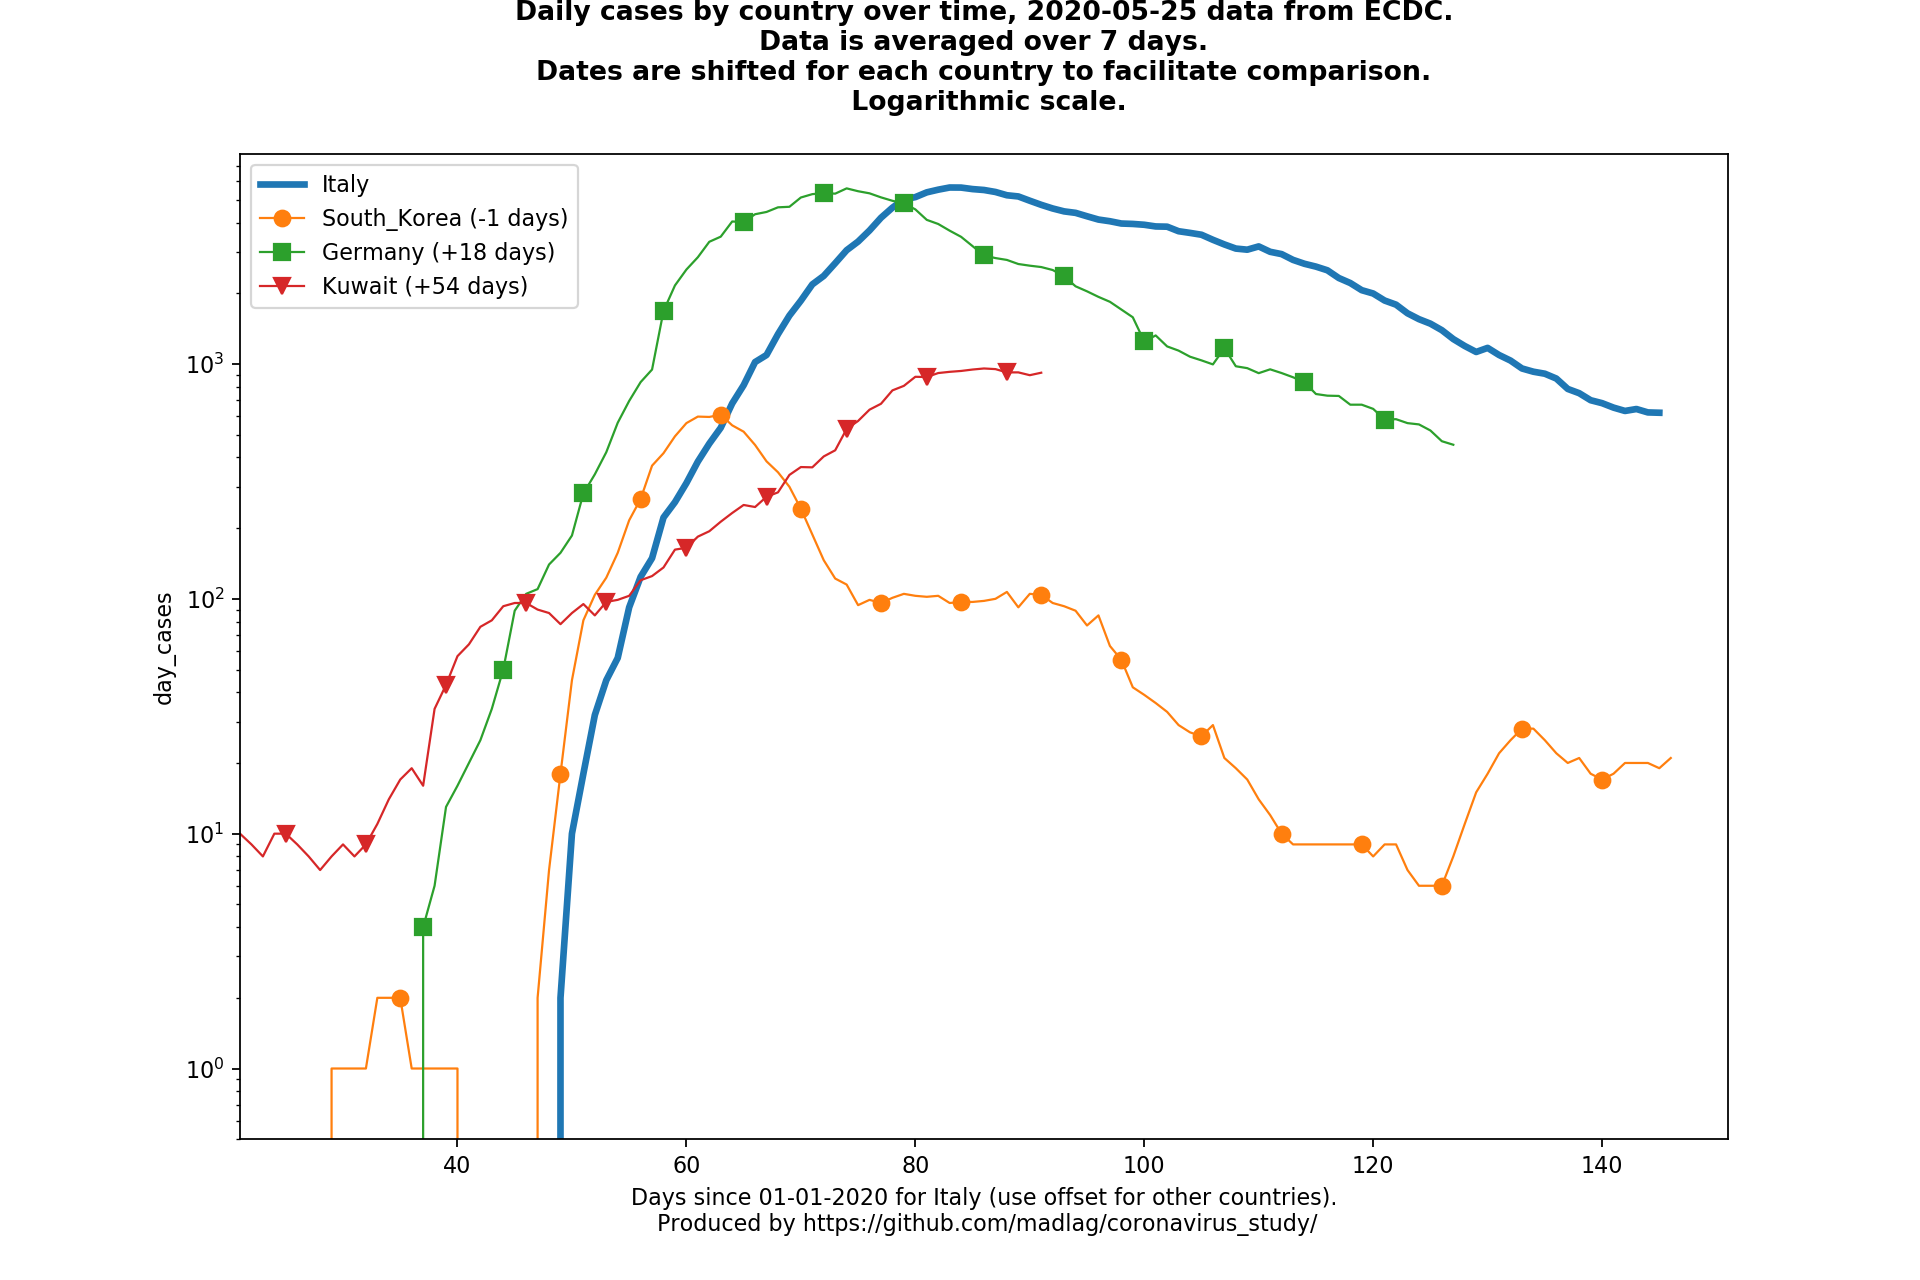 Daily cases by country over time, 2020-05-25 data from ECDC.
Data is averaged over 7 days.
Dates are shifted for each country to facilitate comparison.
Logarithmic scale.
Italy
South_Korea (-1 days)
Germany (+18 days)
Kuwait (+54 days)
10³
10²
10¹
10⁰
day_cases
40 60 80 100 120 140
Days since 01-01-2020 for Italy (use offset for other countries).
Produced by https://github.com/madlag/coronavirus_study/